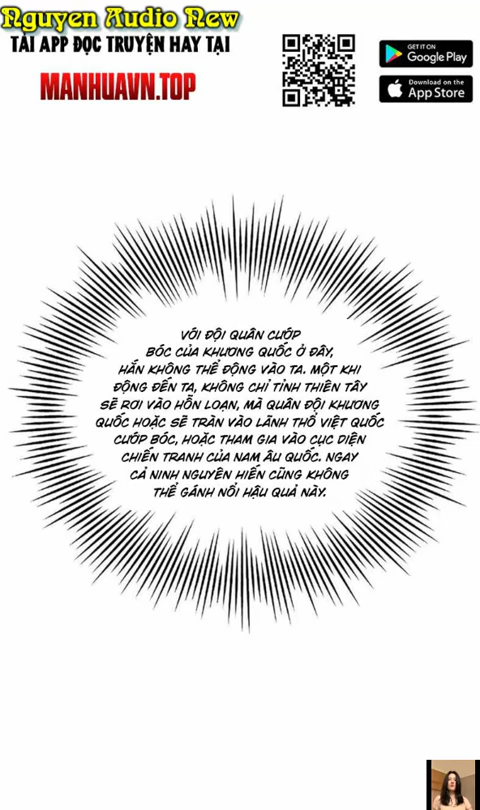 Nguyen Audio New
TẢI APP ĐỌC TRUYỆN HAY TẠI
MANHUAVN.TOP
GET IT ON
Google Play
Download on the
App Store
VỚI ĐỘI QUÂN CƯỚP
BÓC CỦA KHƯƠNG QUỐC Ở ĐÂY,
HẮN KHÔNG THỂ ĐỘNG VÀO TA. MỘT KHI
ĐỘNG ĐẾN TA, KHÔNG CHỈ TỈNH THIÊN TÂY
SẼ RƠI VÀO HỖN LOẠN, MÀ QUÂN ĐỘI KHƯƠNG
QUỐC HOẶC SẼ TRÀN VÀO LÃNH THỔ VIỆT QUỐC
CƯỚP BÓC, HOẶC THAM GIA VÀO CỤC DIỆN
CHIẾN TRANH CỦA NAM ÂU QUỐC. NGAY
CẢ NINH NGUYÊN HIẾN CŨNG KHÔNG
THỂ GÁNH NỔI HẬU QUẢ NÀY.